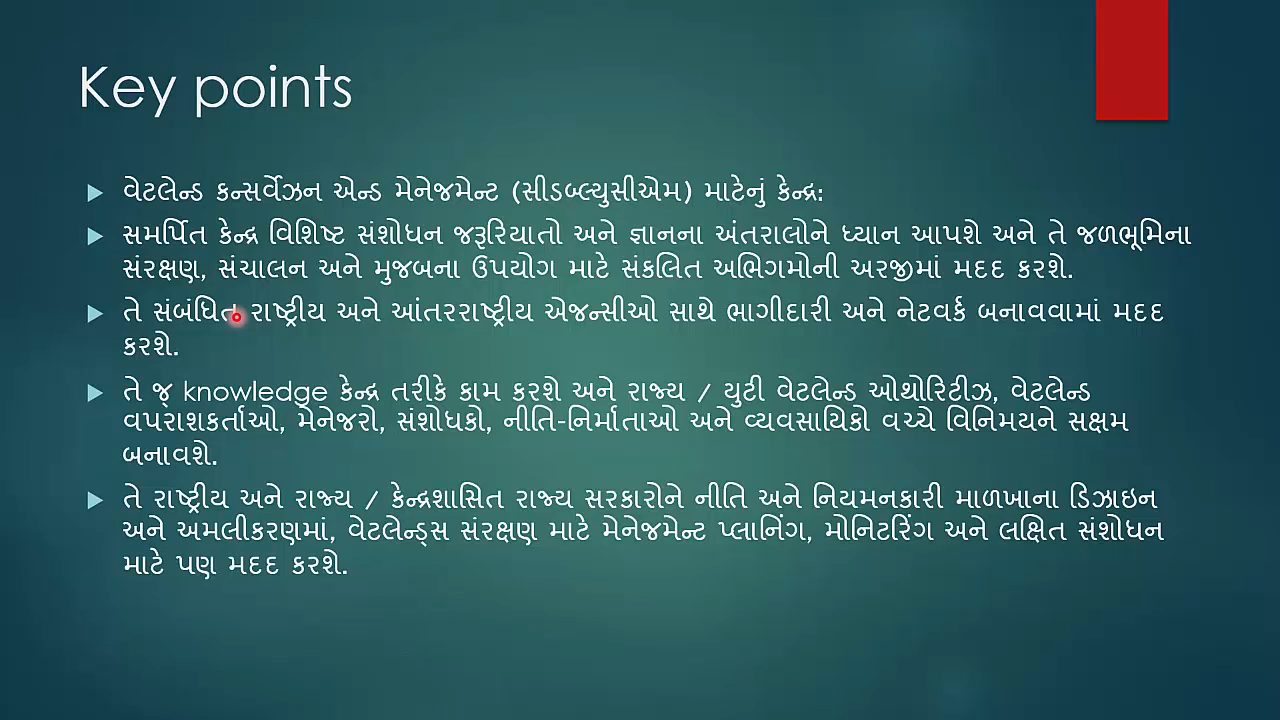 Key points
વેટલેન્ડ કન્સર્વેઝન એન્ડ મેનેજમેન્ટ (સીડબ્લ્યુસીએમ) માટેનું કેન્દ્ર:
સમર્પિત કેન્દ્ર વિશિષ્ટ સંશોધન જરૂરિયાતો અને જ્ઞાનના અંતરાલોને ધ્યાન આપશે અને તે જળભૂમિના
સંરક્ષણ, સંચાલન અને મુજબના ઉપયોગ માટે સંકલિત અભિગમોની અરજીમાં મદદ કરશે.
તે સંબંધિત રાષ્ટ્રીય અને આંતરરાષ્ટ્રીય એજન્સીઓ સાથે ભાગીદારી અને નેટવર્ક બનાવવામાં મદદ
કરશે.
તે જ knowledge કેન્દ્ર તરીકે કામ કરશે અને રાજ્ય / યુટી વેટલેન્ડ ઓથોરિટીઝ, વેટલેન્ડ
વપરાશકર્તાઓ, મેનેજરો, સંશોધકો, નીતિ-નિર્માતાઓ અને વ્યવસાયિકો વચ્ચે વિનિમયને સક્ષમ
બનાવશે.
તે રાષ્ટ્રીય અને રાજ્ય / કેન્દ્રશાસિત રાજ્ય સરકારોને નીતિ અને નિયમનકારી માળખાના ડિઝાઇન
અને અમલીકરણમાં, વેટલેન્ડ્સ સંરક્ષણ માટે મેનેજમેન્ટ પ્લાનિંગ, મોનિટરિંગ અને લક્ષિત સંશોધન
માટે પણ મદદ કરશે.